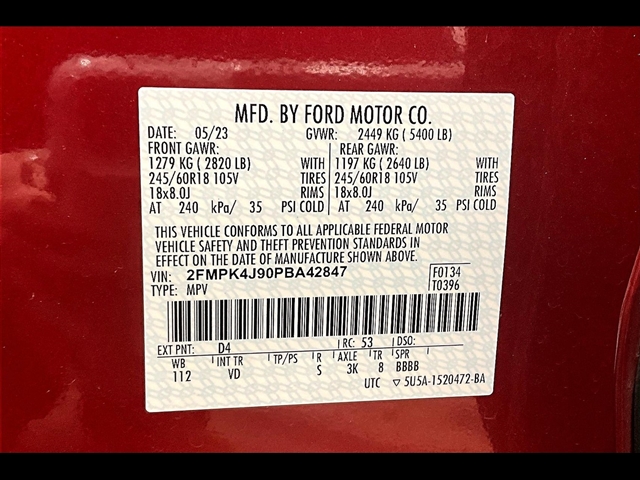 MFD. BY FORD MOTOR CO.
DATE: 05/23 GVWR: 2449 KG ( 5400 LB)
FRONT GAWR: REAR GAWR:
1279 KG ( 2820 LB) WITH 1197 KG ( 2640 LB) WITH
245/60R18 105V TIRES 245/60R18 105V TIRES
18x8.0J RIMS 18x8.0J RIMS
AT 240 kPa/ 35 PSI COLD AT 240 kPa/ 35 PSI COLD
THIS VEHICLE CONFORMS TO ALL APPLICABLE FEDERAL MOTOR
VEHICLE SAFETY AND THEFT PREVENTION STANDARDS IN
EFFECT ON THE DATE OF MANUFACTURE SHOWN ABOVE.
VIN: 2FMPK4J90PBA42847 F0134
TYPE: MPV T0396
EXT PNT: D4 RC: 53 DSO:
WB INT TR TP/PS R AXLE TR SPR
112 VD S 3K 8 BBBB
UTC 5U5A-1520472-BA